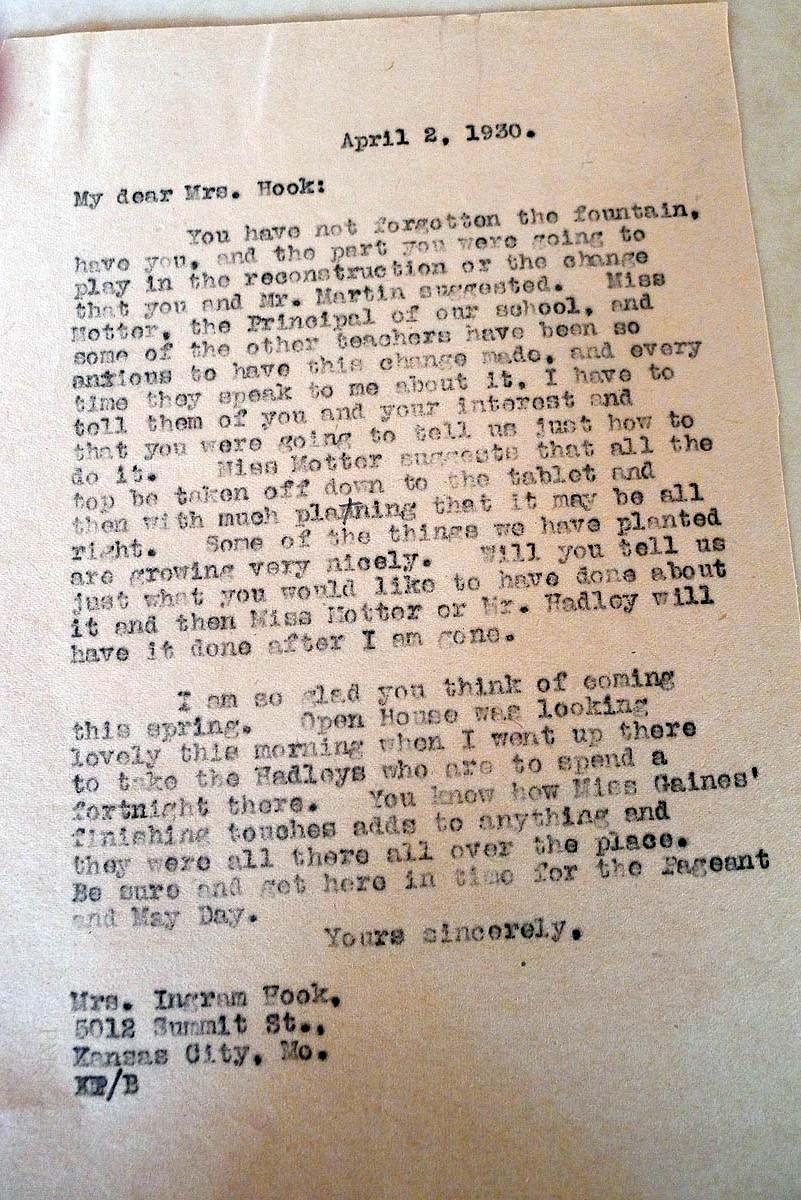 April 2, 1930.
My dear Mrs. Hook:
You have not forgotten the fountain,
have you, and the part you were going to
play in the reconstruction or the change
that you and Mr. Martin suggested. Miss
Motter, the Principal of our school, and
some of the other teachers have been so
anxious to have this change made, and every
time they speak to me about it, I have to
tell them of you and your interest and
that you were going to tell us just how to
do it. Miss Motter suggests that all the
top be taken off down to the tablet and
then with much planning that it may be all
right. Some of the things we have planted
are growing very nicely. Will you tell us
just what you would like to have done about
it and then Miss Motter or Mr. Hadley will
have it done after I am gone.
I am so glad you think of coming
this spring. Open House was looking
lovely this morning when I went up there
to take the Hadleys who are to spend a
fortnight there. You know how Miss Gaines'
finishing touches adds to anything and
they were all there all over the place.
Be sure and get here in time for the Pageant
and May Day.
Yours sincerely,
Mrs. Ingram Hook,
5012 Summit St.,
Kansas City, Mo.
/B